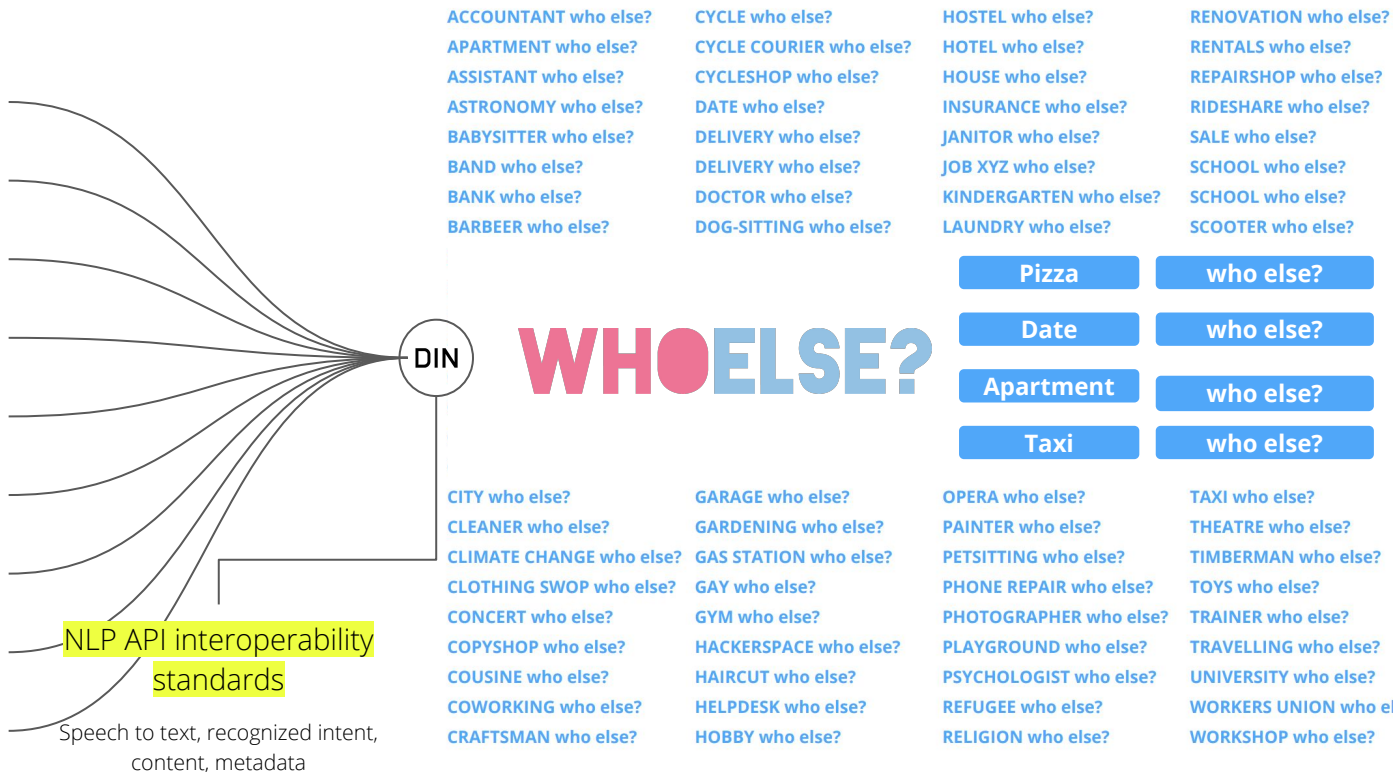 ACCOUNTANT who else? CYCLE who else? HOSTEL who else? RENOVATION who else?
APARTMENT who else? CYCLE COURIER who else? HOTEL who else? RENTALS who else?
ASSISTANT who else? CYCLESHOP who else? HOUSE who else? REPAIRSHOP who else?
ASTRONOMY who else? DATE who else? INSURANCE who else? RIDESHARE who else?
BABYSITTER who else? DELIVERY who else? JANITOR who else? SALE who else?
BAND who else? DELIVERY who else? JOB XYZ who else? SCHOOL who else?
BANK who else? DOCTOR who else? KINDERGARTEN who else? SCHOOL who else?
BARBEER who else? DOG-SITTING who else? LAUNDRY who else? SCOOTER who else?
Pizza who else?
Date who else?
DIN WHOELSE?
Apartment who else?
Taxi who else?
CITY who else? GARAGE who else? OPERA who else? TAXI who else?
CLEANER who else? GARDENING who else? PAINTER who else? THEATRE who else?
CLIMATE CHANGE who else? GAS STATION who else? PETSITTING who else? TIMBERMAN who else?
CLOTHING SWOP who else? GAY who else? PHONE REPAIR who else? TOYS who else?
CONCERT who else? GYM who else? PHOTOGRAPHER who else? TRAINER who else?
COPYSHOP who else? HACKERSPACE who else? PLAYGROUND who else? TRAVELLING who else?
COUSINE who else? HAIRCUT who else? PSYCHOLOGIST who else? UNIVERSITY who else?
COWORKING who else? HELPDESK who else? REFUGEE who else? WORKERS UNION who el
CRAFTSMAN who else? HOBBY who else? RELIGION who else? WORKSHOP who else?
NLP API interoperability
standards
Speech to text, recognized intent,
content, metadata